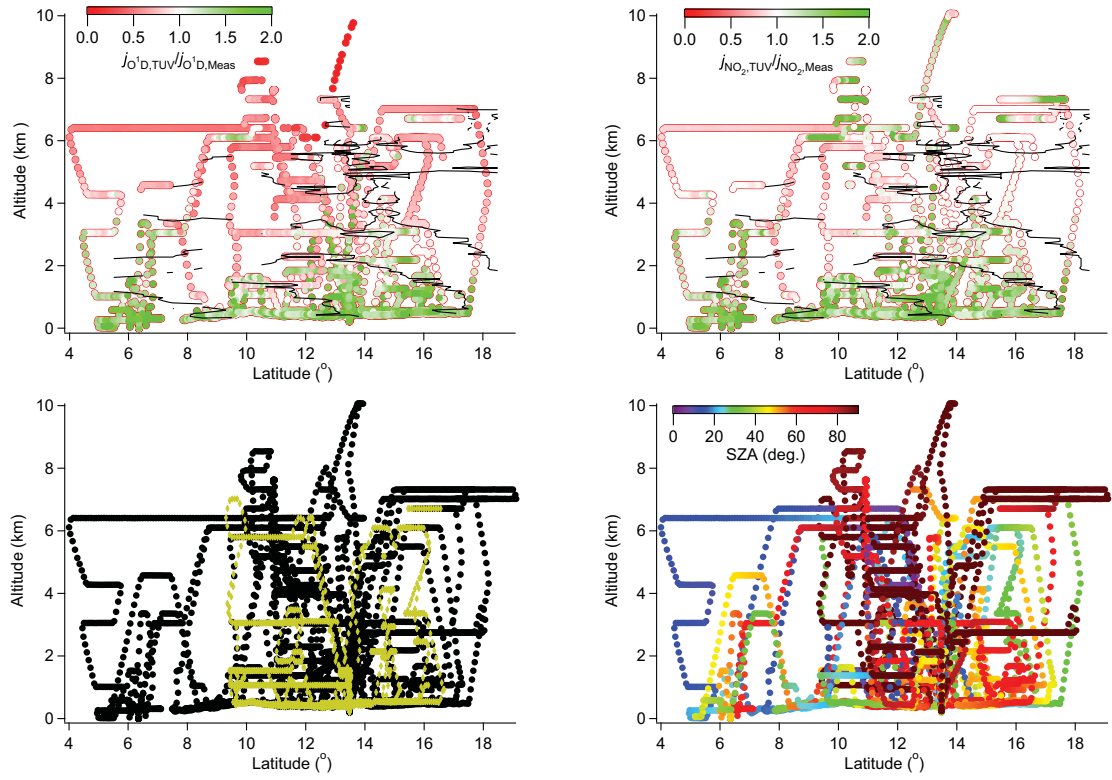 0.0 0.5 1.0 1.5 2.0
jO¹D,TUV/jO¹D,Meas
10
8
6
4
2
0
Altitude (km)
4 6 8 10 12 14 16 18
Latitude (°)
0.0 0.5 1.0 1.5 2.0
jNO₂,TUV/jNO₂,Meas
10
8
6
4
2
0
Altitude (km)
4 6 8 10 12 14 16 18
Latitude (°)
10
8
6
4
2
0
Altitude (km)
4 6 8 10 12 14 16 18
Latitude (°)
0 20 40 60 80
SZA (deg.)
10
8
6
4
2
0
Altitude (km)
4 6 8 10 12 14 16 18
Latitude (°)